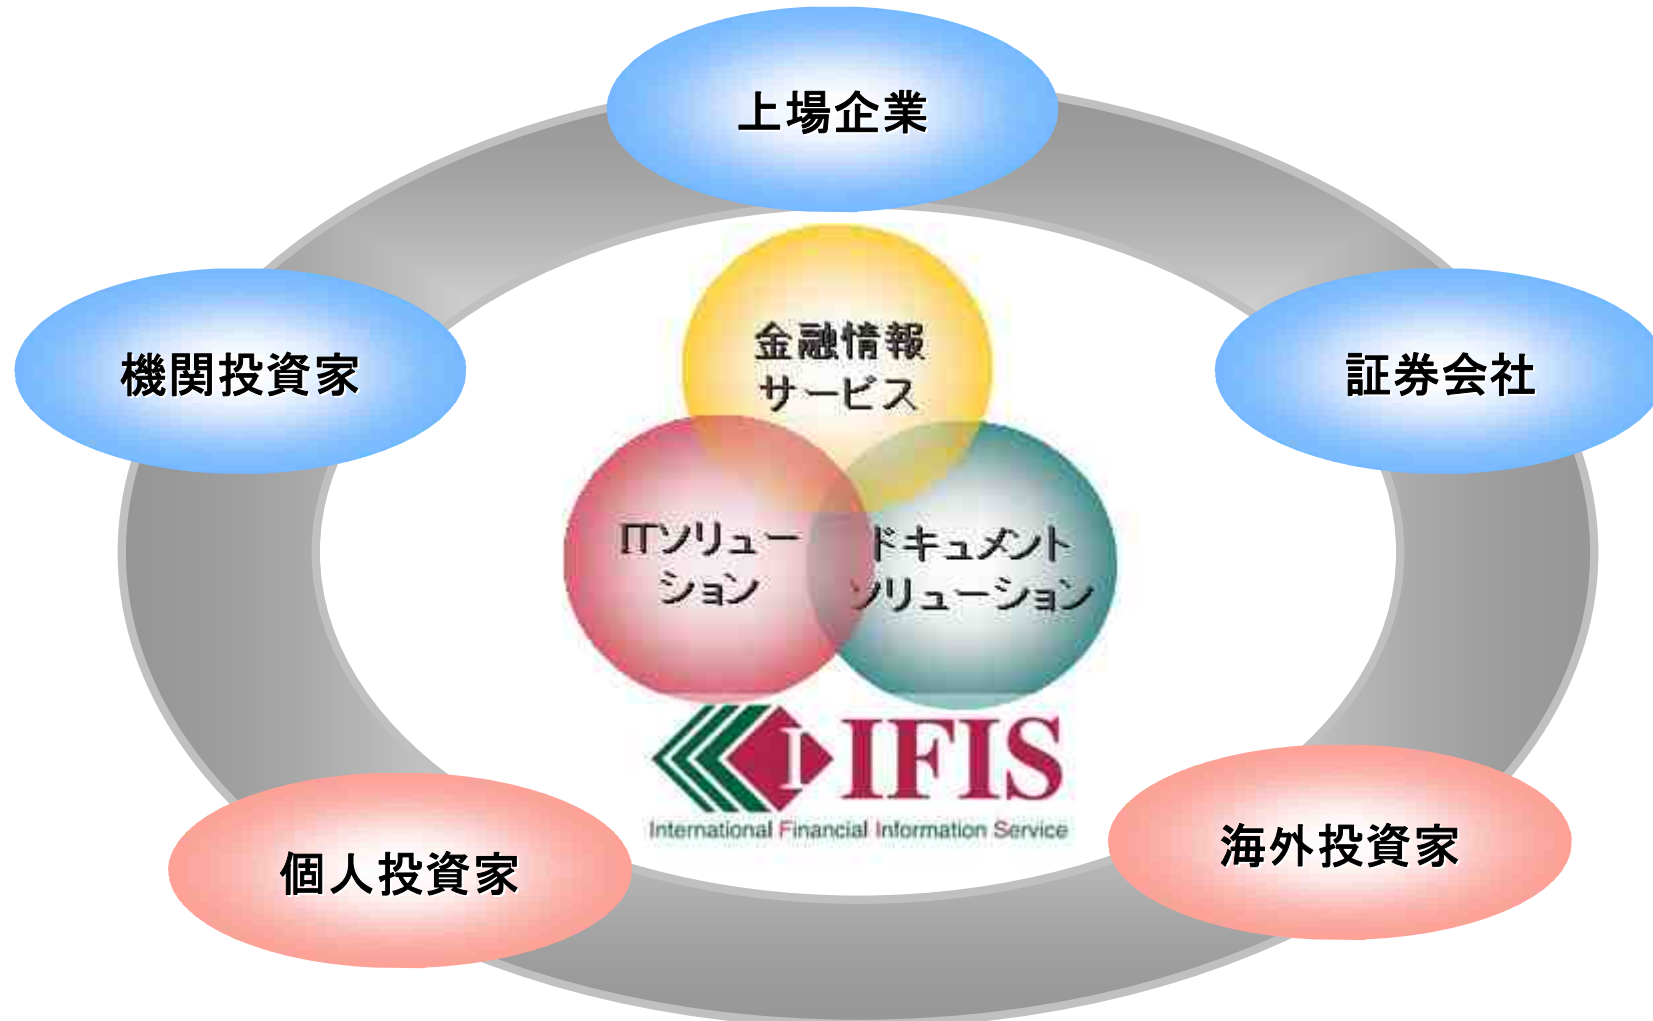 上場企業
機関投資家
証券会社
金融情報
サービス
ITソリュー
ション
ドキュメント
ソリューション
I IFIS
International Financial Information Service
個人投資家
海外投資家